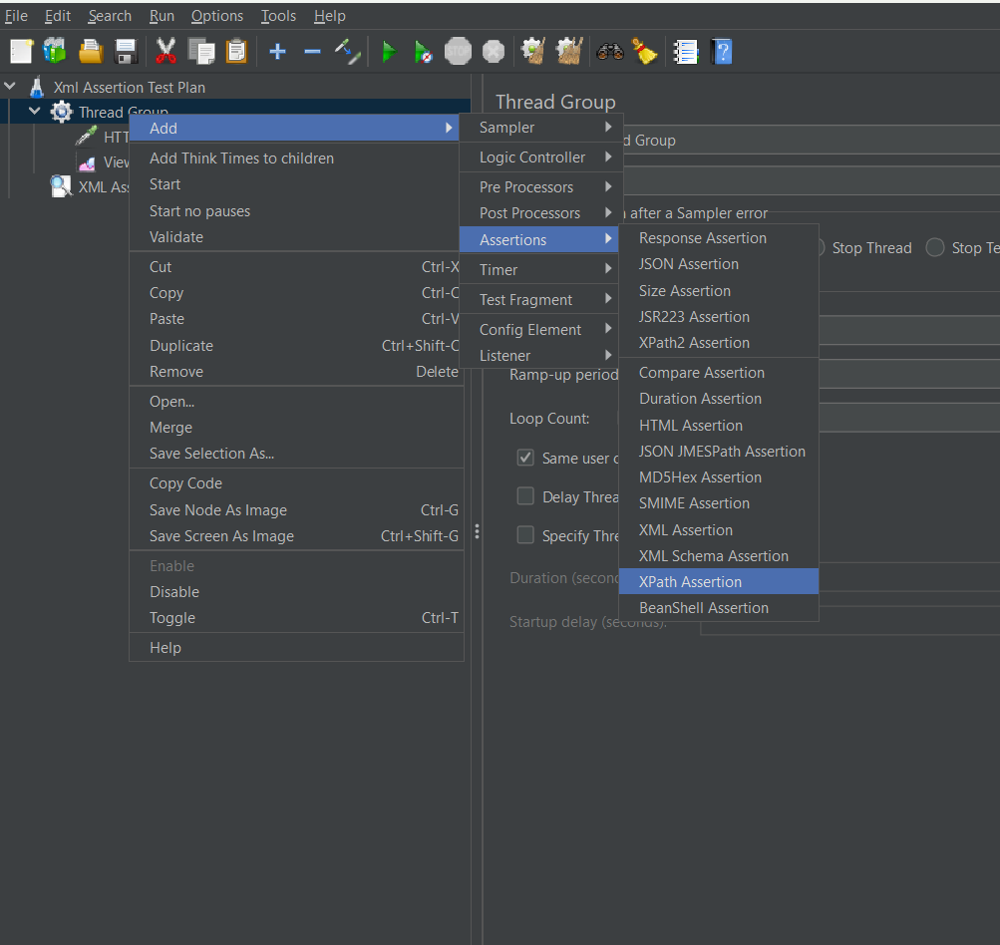 File Edit Search Run Options Tools Help
STOP
Xml Assertion Test Plan
Thread Group
HTT
View
XML Ass
Add
Add Think Times to children
Start
Start no pauses
Validate
Cut Ctrl-X
Copy Ctrl-C
Paste Ctrl-V
Duplicate Ctrl+Shift-C
Remove Delete
Open...
Merge
Save Selection As...
Copy Code
Save Node As Image Ctrl-G
Save Screen As Image Ctrl+Shift-G
Enable
Disable
Toggle Ctrl-T
Help
Sampler
Logic Controller
Pre Processors
Post Processors
Assertions
Timer
Test Fragment
Config Element
Listener
Response Assertion
JSON Assertion
Size Assertion
JSR223 Assertion
XPath2 Assertion
Compare Assertion
Duration Assertion
HTML Assertion
JSON JMESPath Assertion
MD5Hex Assertion
SMIME Assertion
XML Assertion
XML Schema Assertion
XPath Assertion
BeanShell Assertion
Thread Group
d Group
after a Sampler error
Stop Thread Stop Te
Ramp-up period
Loop Count:
Same user
Delay Threa
Specify Thre
Duration (secon
Startup delay (seconds):